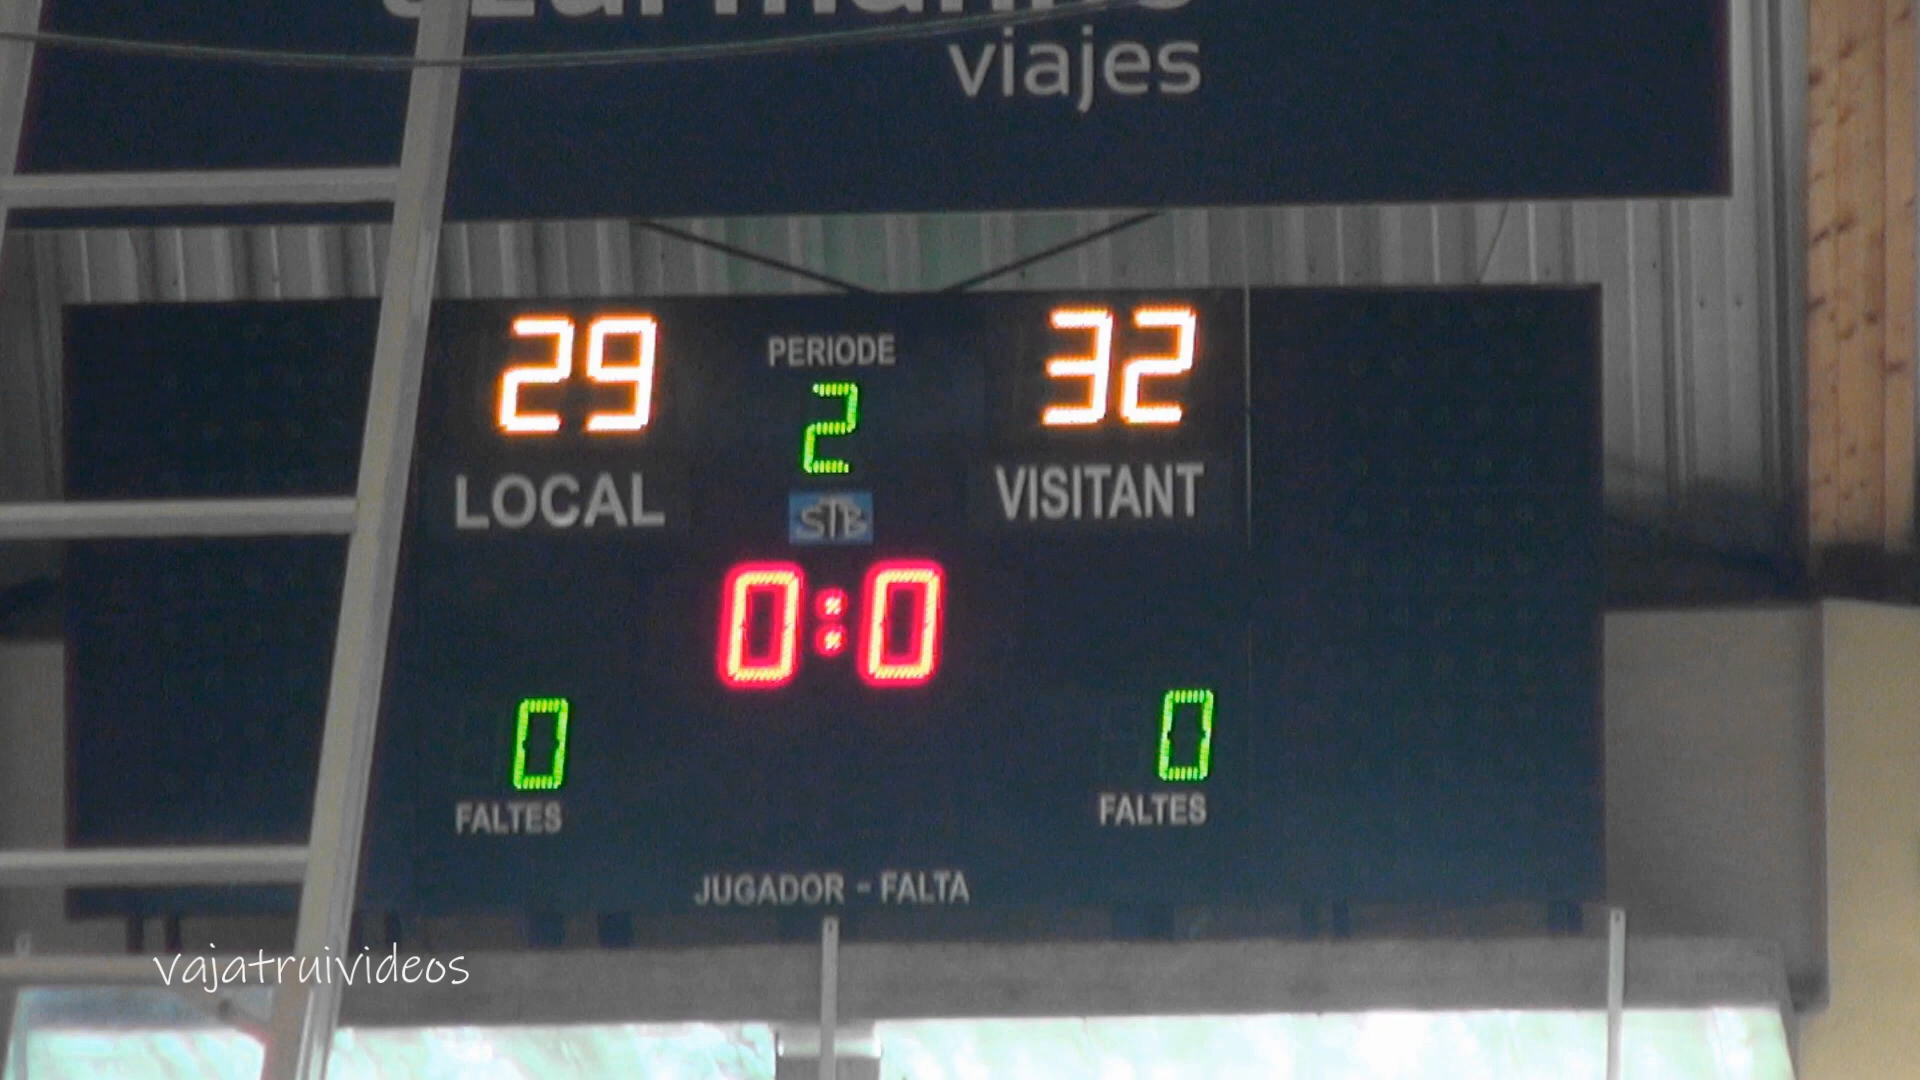 viajes
29 PERIODE 32
2
LOCAL VISITANT
STB
0:0
0 0
FALTES FALTES
JUGADOR - FALTA
vajatruivideos